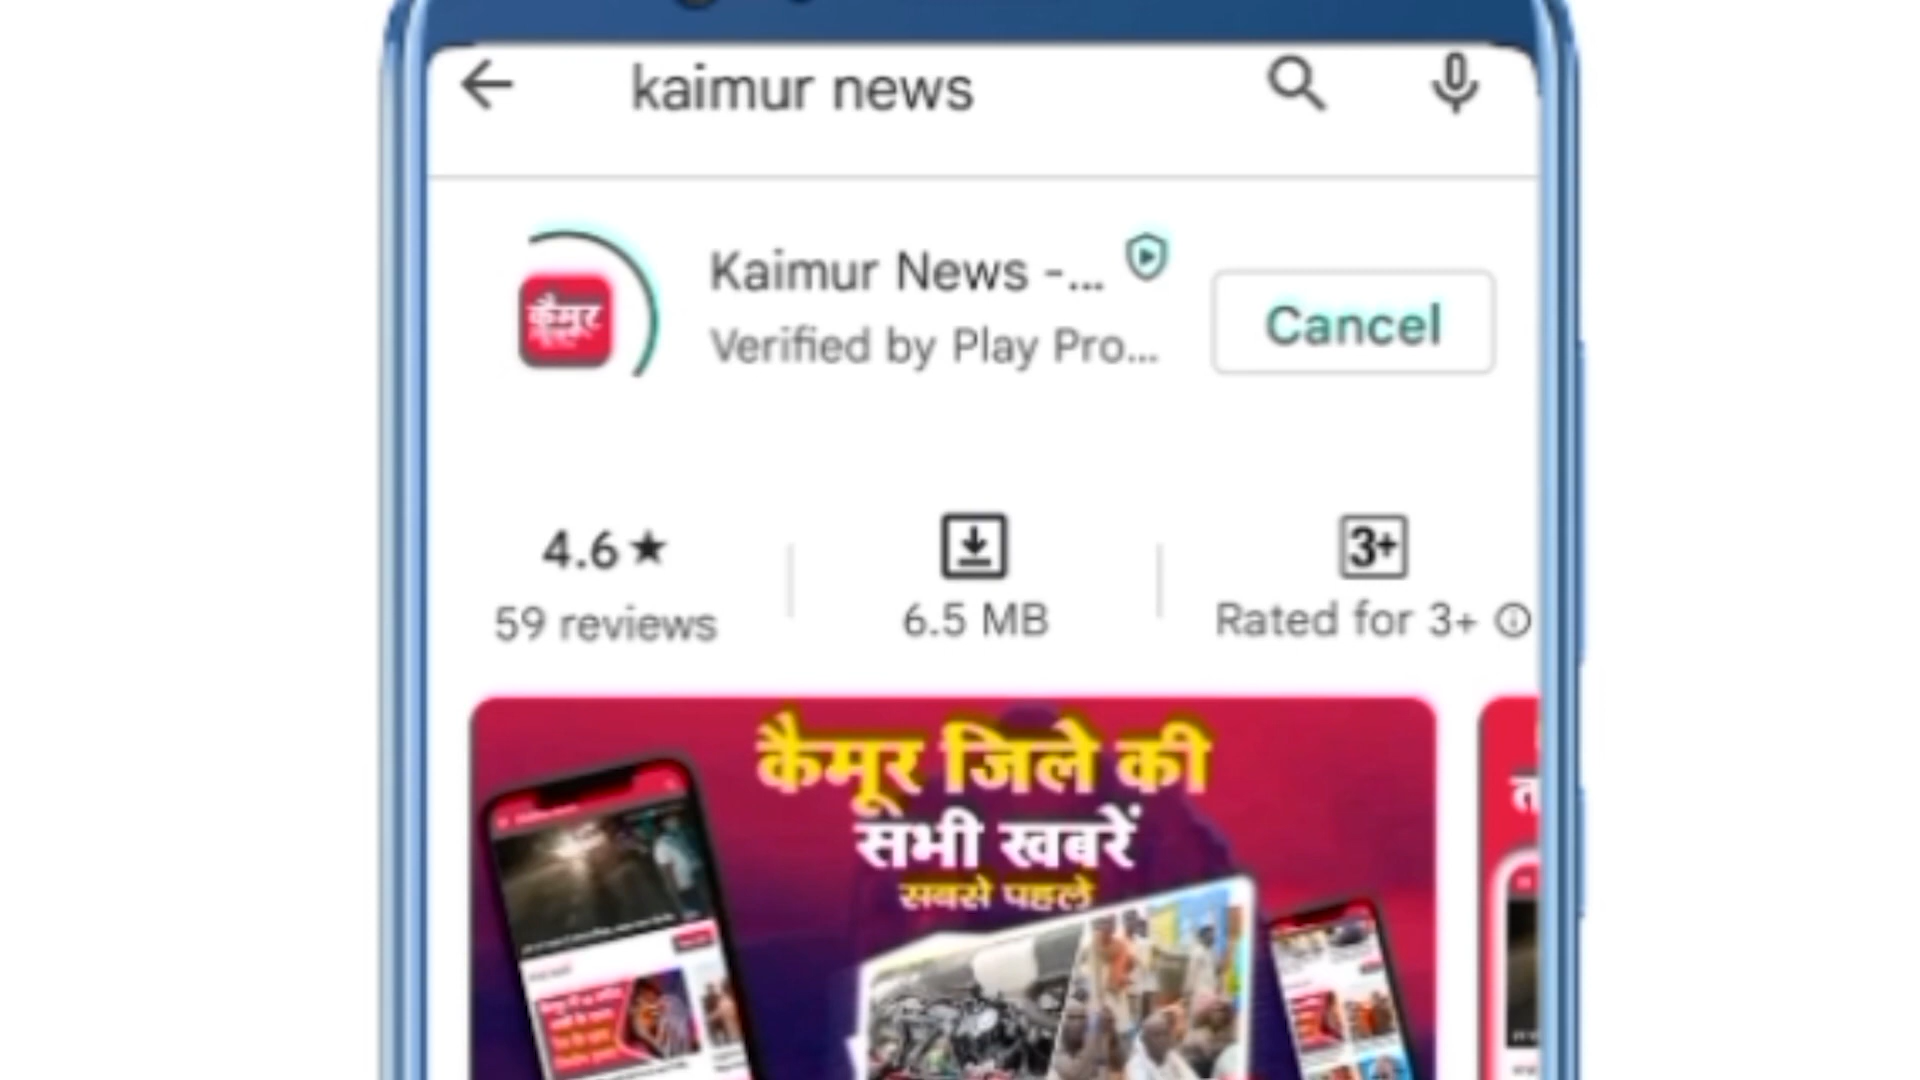 kaimur news
Kaimur News -...
Verified by Play Pro...
Cancel
कैमूर
4.6★
59 reviews
6.5 MB
3+
Rated for 3+
कैमूर जिले की
सभी खबरें
सबसे पहले